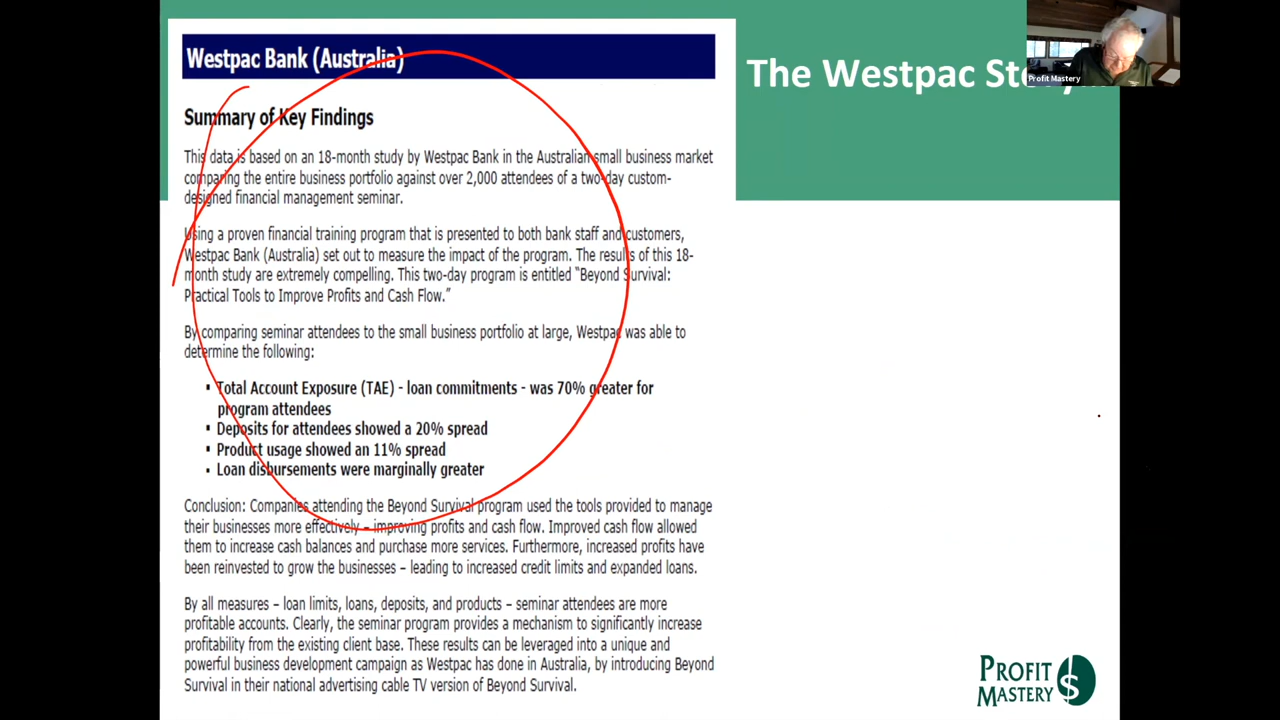 Westpac Bank (Australia)
The Westpac
Profit Mastery
Summary of Key Findings
This data is based on an 18-month study by Westpac Bank in the Australian small business market
comparing the entire business portfolio against over 2,000 attendees of a two-day custom-
designed financial management seminar.
Using a proven financial training program that is presented to both bank staff and customers,
Westpac Bank (Australia) set out to measure the impact of the program. The results of this 18-
month study are extremely compelling. This two-day program is entitled “Beyond Survival:
Practical Tools to Improve Profits and Cash Flow.”
By comparing seminar attendees to the small business portfolio at large, Westpac was able to
determine the following:
▪ Total Account Exposure (TAE) - loan commitments - was 70% greater for
program attendees
▪ Deposits for attendees showed a 20% spread
▪ Product usage showed an 11% spread
▪ Loan disbursements were marginally greater
Conclusion: Companies attending the Beyond Survival program used the tools provided to manage
their businesses more effectively – improving profits and cash flow. Improved cash flow allowed
them to increase cash balances and purchase more services. Furthermore, increased profits have
been reinvested to grow the businesses – leading to increased credit limits and expanded loans.
By all measures – loan limits, loans, deposits, and products – seminar attendees are more
profitable accounts. Clearly, the seminar program provides a mechanism to significantly increase
profitability from the existing client base. These results can be leveraged into a unique and
powerful business development campaign as Westpac has done in Australia, by introducing Beyond
Survival in their national advertising cable TV version of Beyond Survival.
PROFIT
MASTERY